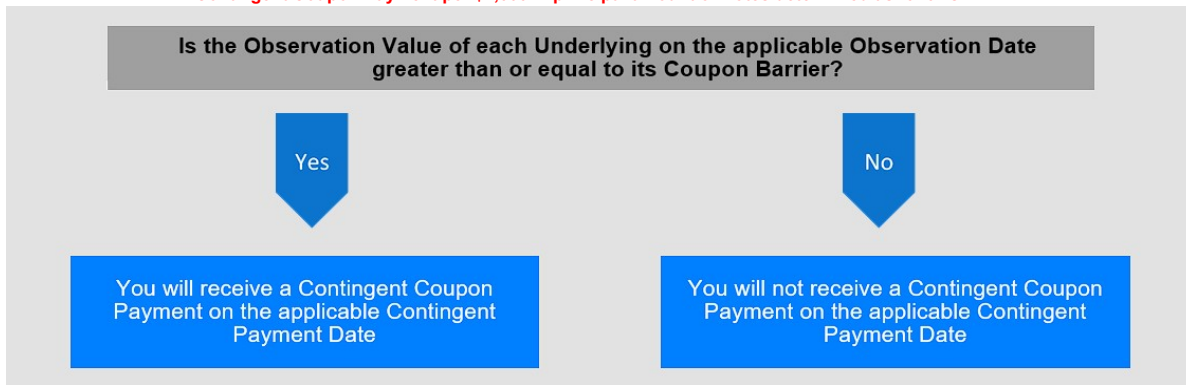 Is the Observation Value of each Underlying on the applicable Observation Date
greater than or equal to its Coupon Barrier?
Yes
No
You will receive a Contingent Coupon
Payment on the applicable Contingent
Payment Date
You will not receive a Contingent Coupon
Payment on the applicable Contingent
Payment Date